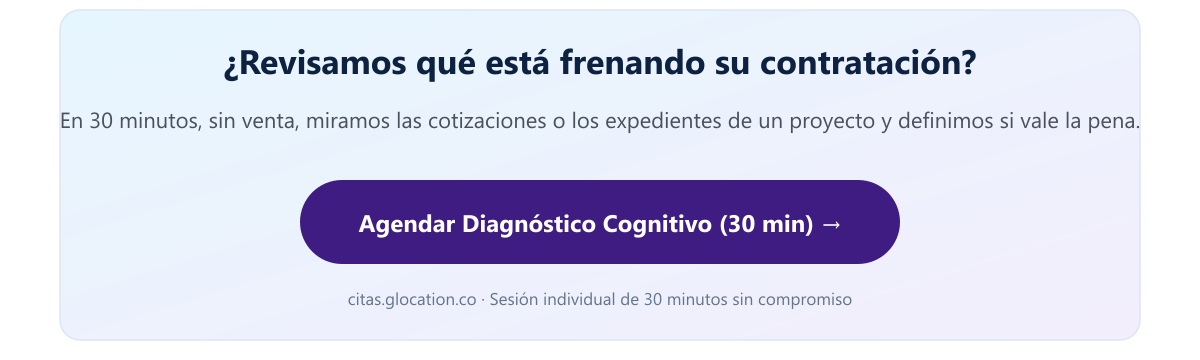 ¿Revisamos qué está frenando su contratación?
En 30 minutos, sin venta, miramos las cotizaciones o los expedientes de un proyecto y definimos si vale la pena.
Agendar Diagnóstico Cognitivo (30 min) →
citas.glocation.co · Sesión individual de 30 minutos sin compromiso